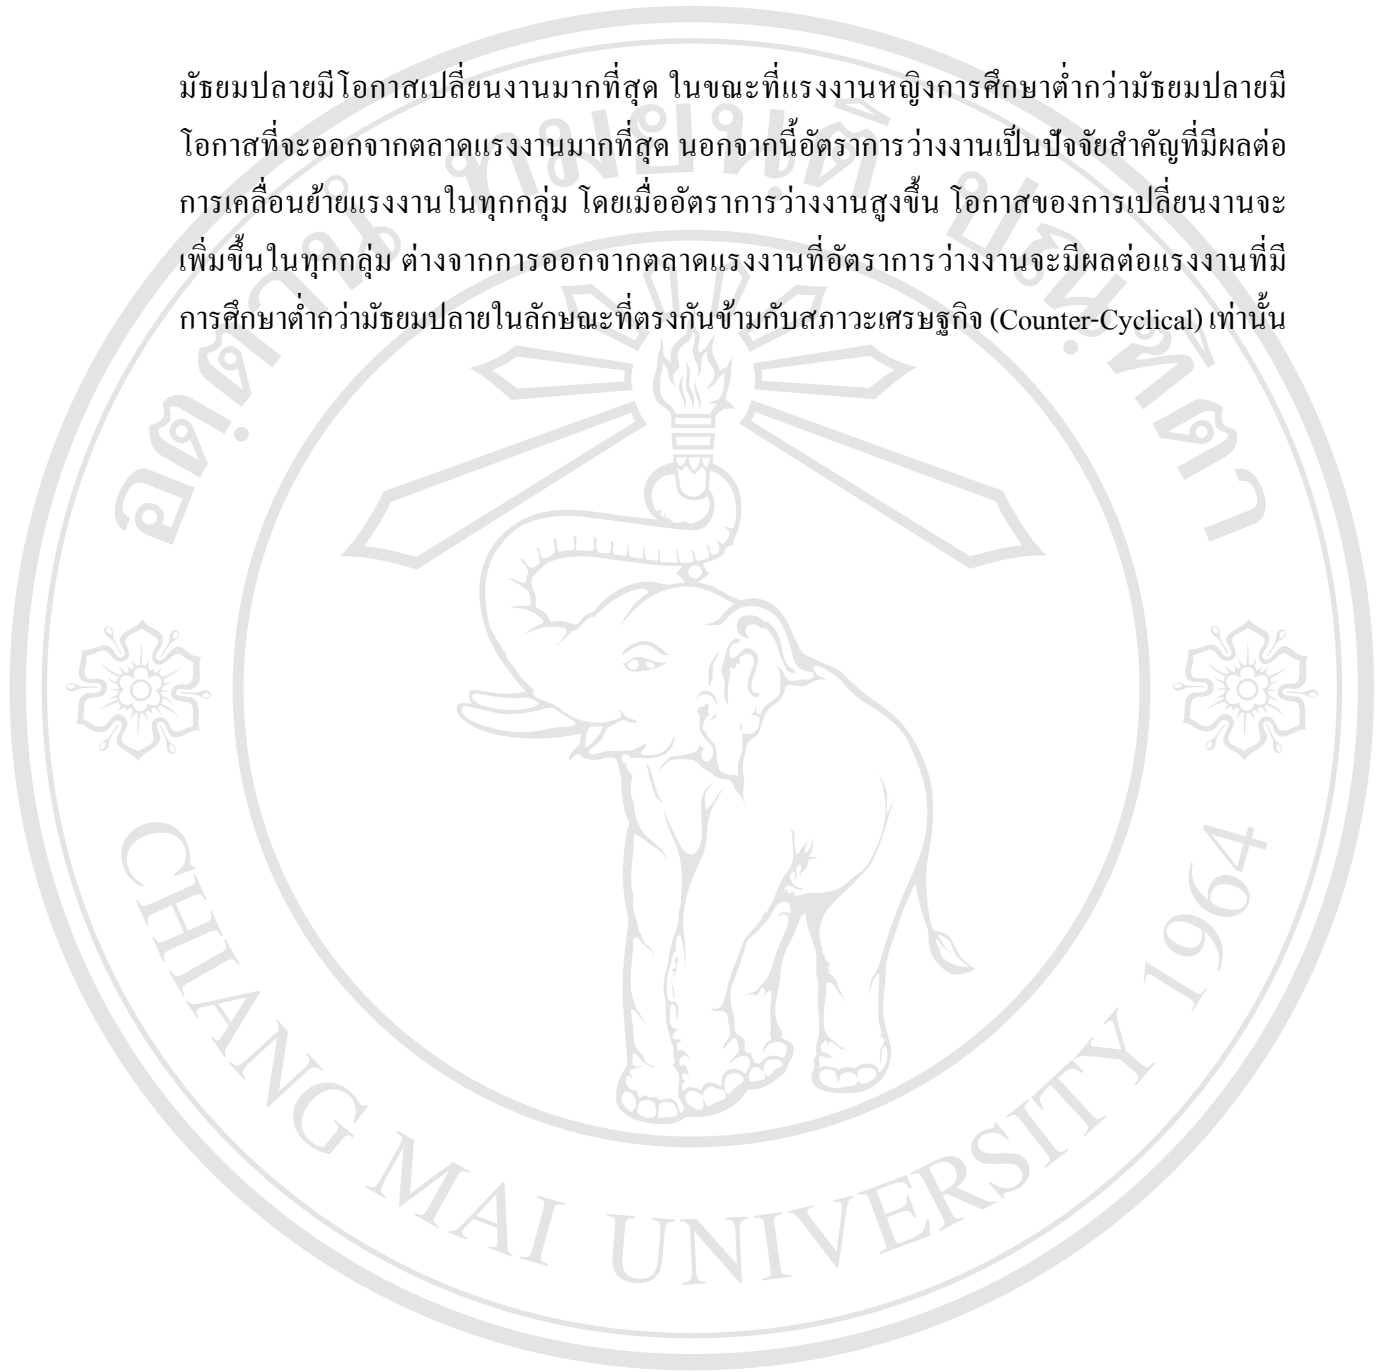 มัธยมปลายมีโอกาสเปลี่ยนงานมากที่สุด ในขณะที่แรงงานหญิงการศึกษาต่ำกว่ามัธยมปลายมี
โอกาสที่จะออกจากตลาดแรงงานมากที่สุด นอกจากนี้อัตราการว่างงานเป็นปัจจัยสำคัญที่มีผลต่อ
การเคลื่อนย้ายแรงงานในทุกกลุ่ม โดยเมื่ออัตราการว่างงานสูงขึ้น โอกาสของการเปลี่ยนงานจะ
เพิ่มขึ้นในทุกกลุ่ม ต่างจากการออกจากตลาดแรงงานที่อัตราการว่างงานจะมีผลต่อแรงงานที่มี
การศึกษาต่ำกว่ามัธยมปลายในลักษณะที่ตรงกันข้ามกับสภาวะเศรษฐกิจ (Counter-Cyclical) เท่านั้น
อตฺตานํ ทมยนฺติ ปณฺฑิตา
CHIANG MAI UNIVERSITY 1964